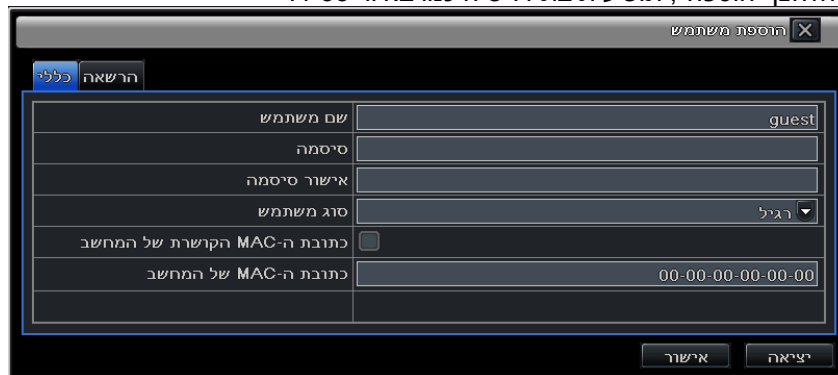 הוספת משתמש
כללי הרשאה
שם משתמש guest
סיסמה
אישור סיסמה
סוג משתמש רגיל
כתובת ה-MAC הקושרת של המחשב
כתובת ה-MAC של המחשב 00-00-00-00-00-00
יציאה אישור